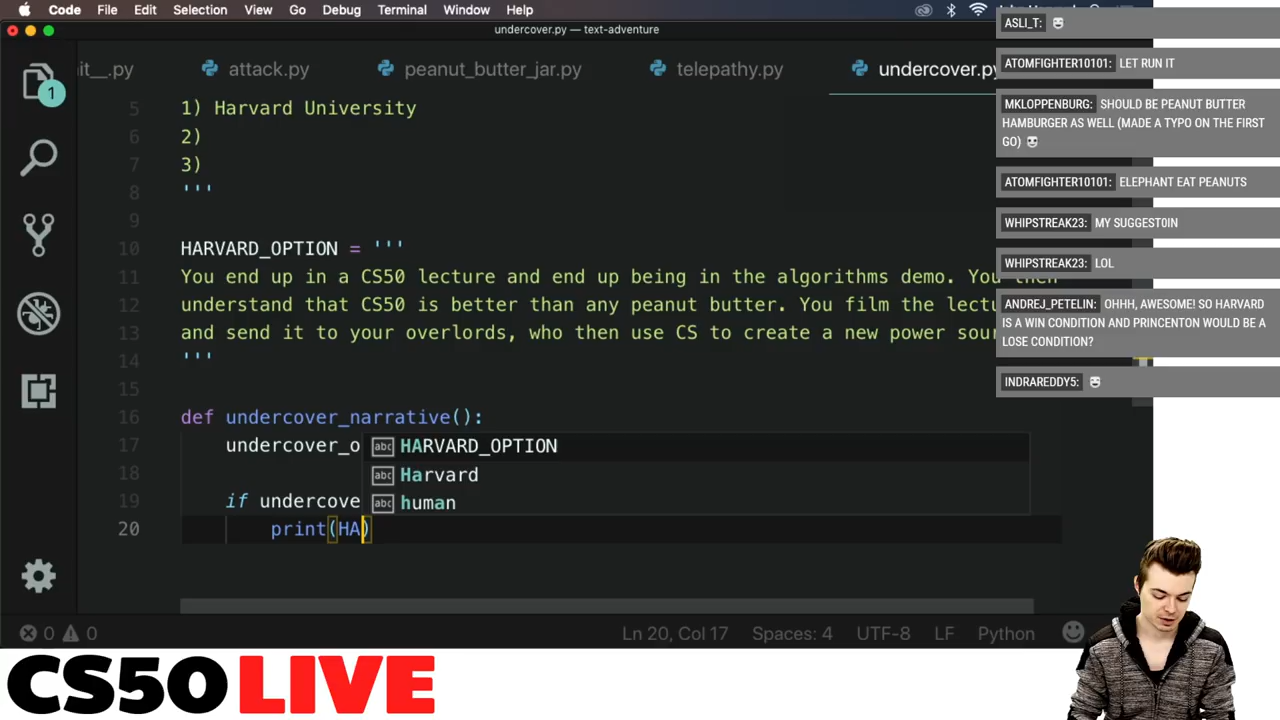 Code File Edit Selection View Go Debug Terminal Window Help
undercover.py — text-adventure
it__.py attack.py peanut_butter_jar.py telepathy.py undercover.py
1
5 1) Harvard University
6 2)
7 3)
8 '''
9
10 HARVARD_OPTION = '''
11 You end up in a CS50 lecture and end up being in the algorithms demo. You then
12 understand that CS50 is better than any peanut butter. You film the lectu
13 and send it to your overlords, who then use CS to create a new power sou
14 '''
15
16 def undercover_narrative():
17 undercover_o
HARVARD_OPTION
18
Harvard
19 if undercove
human
20 print(HA)
0 0 Ln 20, Col 17 Spaces: 4 UTF-8 LF Python
ASLI_T:
ATOMFIGHTER10101: LET RUN IT
MKLOPPENBURG: SHOULD BE PEANUT BUTTER
HAMBURGER AS WELL (MADE A TYPO ON THE FIRST
GO)
ATOMFIGHTER10101: ELEPHANT EAT PEANUTS
WHIPSTREAK23: MY SUGGEST0IN
WHIPSTREAK23: LOL
ANDREJ_PETELIN: OHHH, AWESOME! SO HARVARD
IS A WIN CONDITION AND PRINCENTON WOULD BE A
LOSE CONDITION?
INDRAREDDY5:
CS50 LIVE